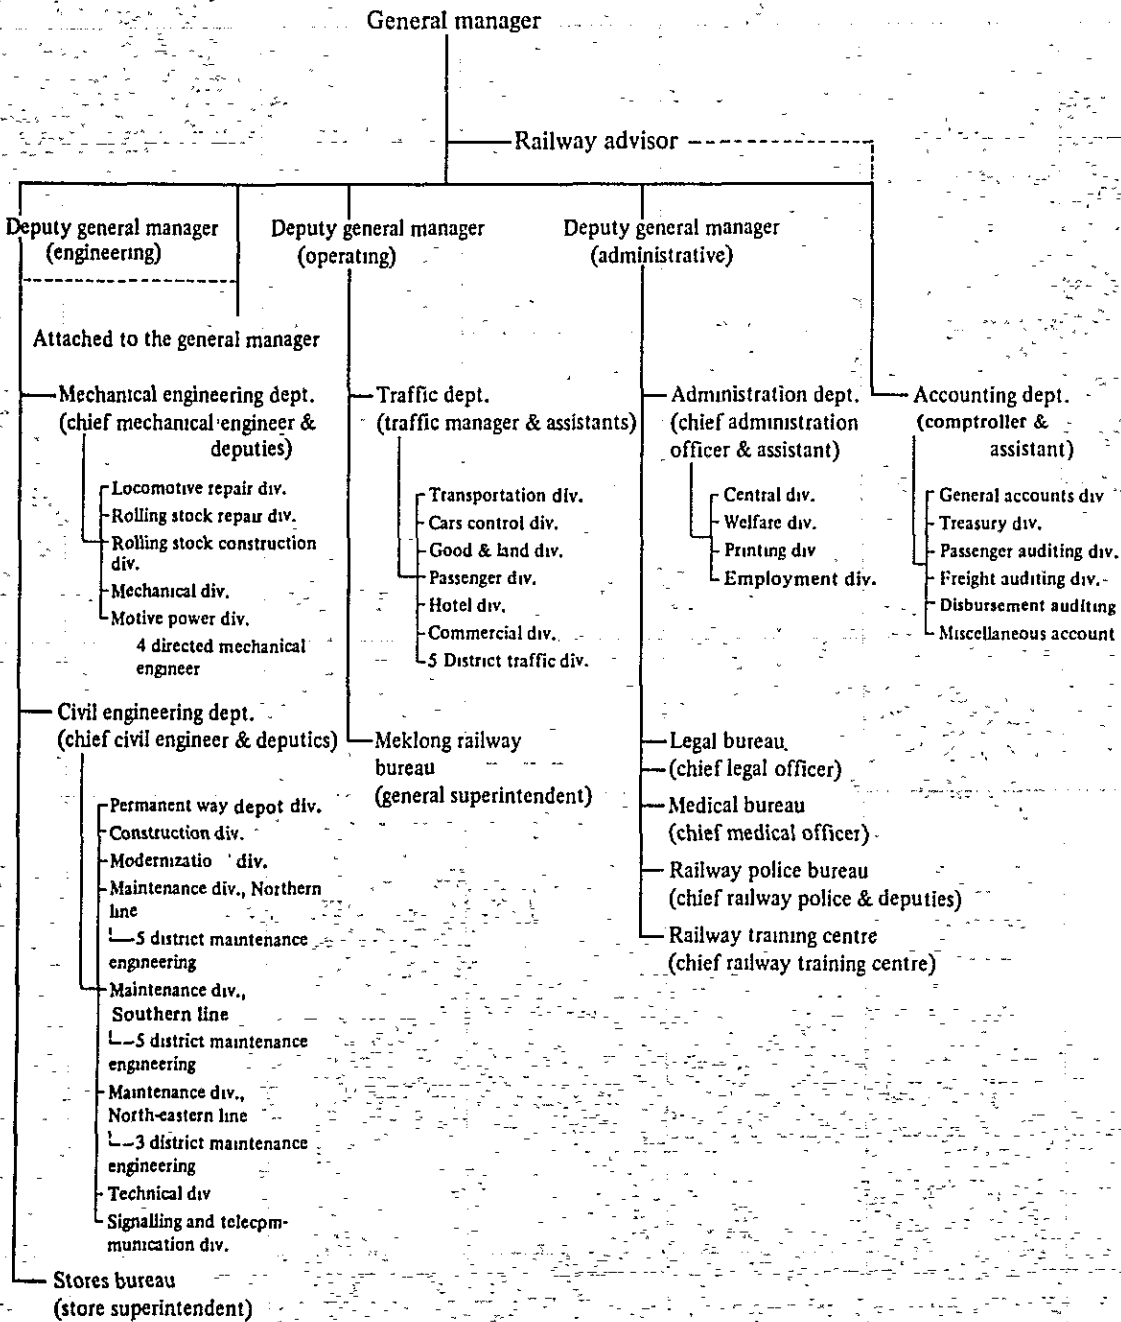 General manager
Railway advisor
Deputy general manager
(engineering)
Deputy general manager
(operating)
Deputy general manager
(administrative)
Attached to the general manager
Mechanical engineering dept.
(chief mechanical engineer &
deputies)
Locomotive repair div.
Rolling stock repair div.
Rolling stock construction
div.
Mechanical div.
Motive power div.
4 directed mechanical
engineer
Civil engineering dept.
(chief civil engineer & deputies)
Permanent way depot div.
Construction div.
Modernizatio div.
Maintenance div., Northern
line
5 district maintenance
engineering
Maintenance div.,
Southern line
5 district maintenance
engineering
Maintenance div.,
North-eastern line
3 district maintenance
engineering
Technical div
Signalling and telecom-
munication div.
Stores bureau
(store superintendent)
Traffic dept.
(traffic manager & assistants)
Transportation div.
Cars control div.
Good & land div.
Passenger div.
Hotel div.
Commercial div.
5 District traffic div.
Meklong railway
bureau
(general superintendent)
Administration dept.
(chief administration
officer & assistant)
Central div.
Welfare div.
Printing div
Employment div.
Legal bureau
(chief legal officer)
Medical bureau
(chief medical officer)
Railway police bureau
(chief railway police & deputies)
Railway training centre
(chief railway training centre)
Accounting dept.
(comptroller &
assistant)
General accounts div
Treasury div.
Passenger auditing div.
Freight auditing div.
Disbursement auditing
Miscellaneous account